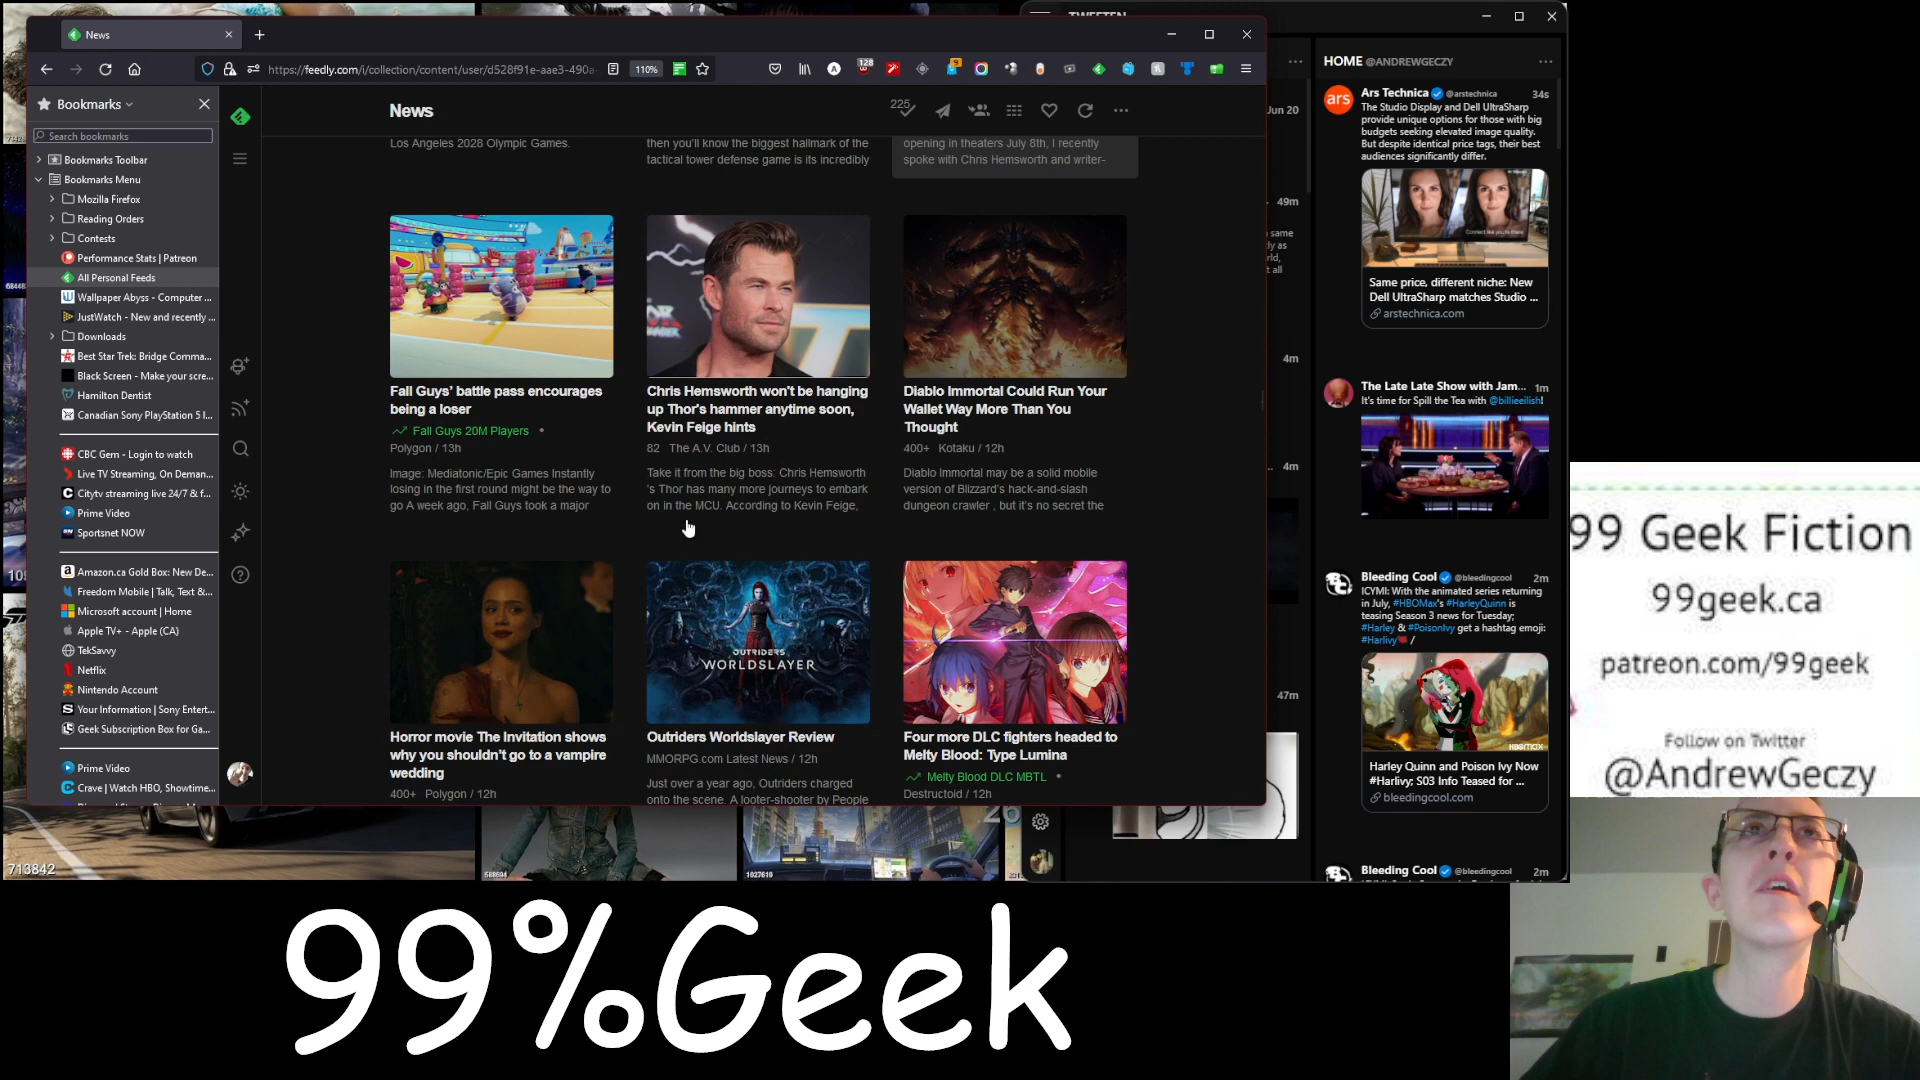 News
https://feedly.com/i/collection/content/user/d528f91e-aae3-490a-
110%
128
9
Bookmarks
Search bookmarks
Bookmarks Toolbar
Bookmarks Menu
Mozilla Firefox
Reading Orders
Contests
Performance Stats | Patreon
All Personal Feeds
Wallpaper Abyss - Computer ...
JustWatch - New and recently ...
Downloads
Best Star Trek: Bridge Comma...
Black Screen - Make your scre...
Hamilton Dentist
Canadian Sony PlayStation 5 I...
CBC Gem - Login to watch
Live TV Streaming, On Deman...
Citytv streaming live 24/7 & f...
Prime Video
Sportsnet NOW
Amazon.ca Gold Box: New De...
Freedom Mobile | Talk, Text &...
Microsoft account | Home
Apple TV+ - Apple (CA)
TekSavvy
Netflix
Nintendo Account
Your Information | Sony Entert...
Geek Subscription Box for Ga...
Prime Video
Crave | Watch HBO, Showtime...
News
225
Los Angeles 2028 Olympic Games.
then you'll know the biggest hallmark of the
tactical tower defense game is its incredibly
opening in theaters July 8th, I recently
spoke with Chris Hemsworth and writer-
Fall Guys' battle pass encourages
being a loser
Fall Guys 20M Players •
Polygon / 13h
Image: Mediatonic/Epic Games Instantly
losing in the first round might be the way to
go A week ago, Fall Guys took a major
Chris Hemsworth won't be hanging
up Thor's hammer anytime soon,
Kevin Feige hints
82 The A.V. Club / 13h
Take it from the big boss: Chris Hemsworth
's Thor has many more journeys to embark
on in the MCU. According to Kevin Feige,
Diablo Immortal Could Run Your
Wallet Way More Than You
Thought
400+ Kotaku / 12h
Diablo Immortal may be a solid mobile
version of Blizzard's hack-and-slash
dungeon crawler , but it's no secret the
Horror movie The Invitation shows
why you shouldn't go to a vampire
wedding
400+ Polygon / 12h
OUTRIDERS
WORLDSLAYER
Outriders Worldslayer Review
MMORPG.com Latest News / 12h
Just over a year ago, Outriders charged
onto the scene. A looter-shooter by People
Four more DLC fighters headed to
Melty Blood: Type Lumina
Melty Blood DLC MBTL •
Destructoid / 12h
TWEETEN
Jun 20
49m
same
4m
4m
47m
HOME @ANDREWGECZY
ars
Ars Technica @arstechnica 34s
The Studio Display and Dell UltraSharp
provide unique options for those with big
budgets seeking elevated image quality.
But despite identical price tags, their best
audiences significantly differ.
Same price, different niche: New
Dell UltraSharp matches Studio ...
arstechnica.com
The Late Late Show with Jam... 1m
It's time for Spill the Tea with @billieeilish!
Bleeding Cool @bleedingcool 2m
ICYMI: With the animated series returning
in July, #HBOMax's #HarleyQuinn is
teasing Season 3 news for Tuesday;
#Harley & #PoisonIvy get a hashtag emoji:
#Harlivy /
HBOMAX
Harley Quinn and Poison Ivy Now
#Harlivy; S03 Info Teased for ...
bleedingcool.com
Bleeding Cool @bleedingcool 2m
99 Geek Fiction
99geek.ca
patreon.com/99geek
Follow on Twitter
@AndrewGeczy
713842
588694
1627619
99%Geek